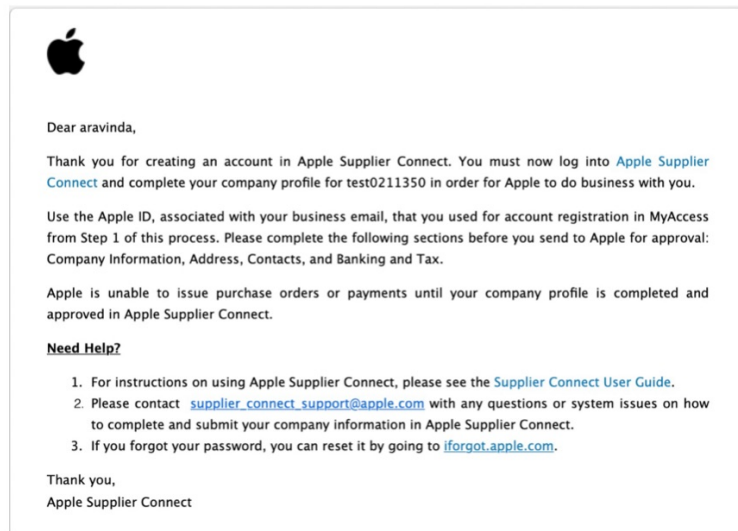 Dear aravinda,
Thank you for creating an account in Apple Supplier Connect. You must now log into Apple Supplier
Connect and complete your company profile for test0211350 in order for Apple to do business with you.
Use the Apple ID, associated with your business email, that you used for account registration in MyAccess
from Step 1 of this process. Please complete the following sections before you send to Apple for approval:
Company Information, Address, Contacts, and Banking and Tax.
Apple is unable to issue purchase orders or payments until your company profile is completed and
approved in Apple Supplier Connect.
Need Help?
1. For instructions on using Apple Supplier Connect, please see the Supplier Connect User Guide.
2. Please contact supplier_connect_support@apple.com with any questions or system issues on how
to complete and submit your company information in Apple Supplier Connect.
3. If you forgot your password, you can reset it by going to iforgot.apple.com.
Thank you,
Apple Supplier Connect